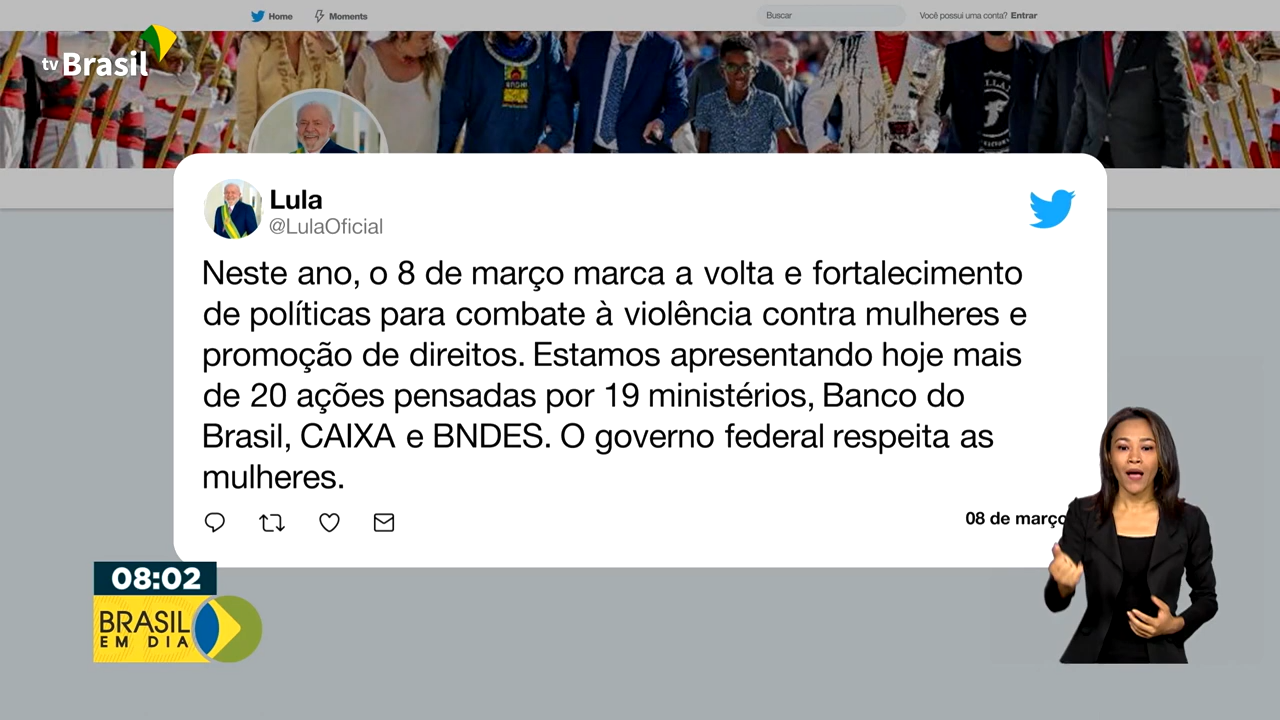 Home
Moments
Buscar
Você possui uma conta? Entrar
tv Brasil
Lula
@LulaOficial
Neste ano, o 8 de março marca a volta e fortalecimento
de políticas para combate à violência contra mulheres e
promoção de direitos. Estamos apresentando hoje mais
de 20 ações pensadas por 19 ministérios, Banco do
Brasil, CAIXA e BNDES. O governo federal respeita as
mulheres.
08 de março
08:02
BRASIL
EM DIA